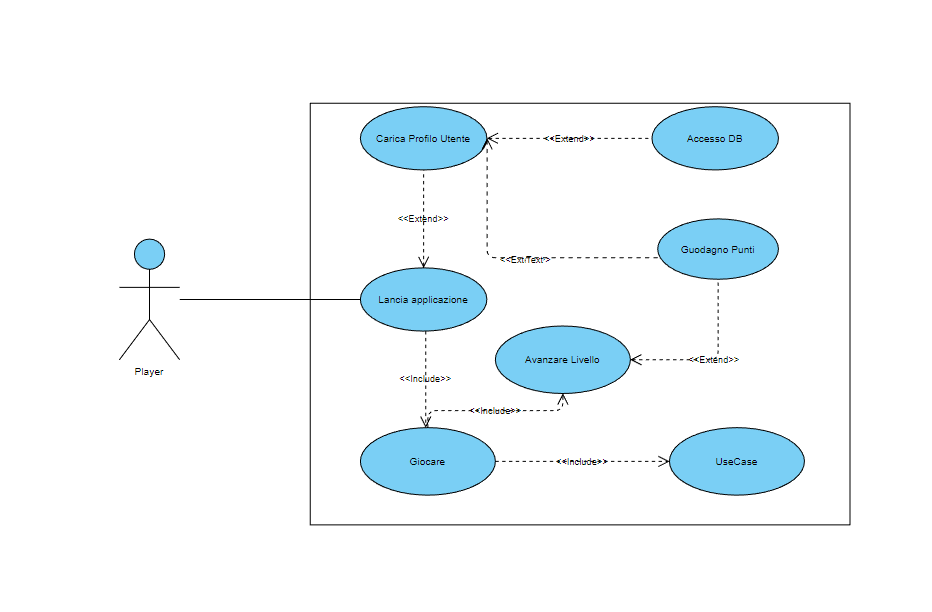 Carica Profilo Utente
<<Extend>>
Accesso DB
<<Extend>>
Guodagno Punti
Lancia applicazione
Avanzare Livello
<<Extend>>
<<Include>>
<<Include>>
Giocare
<<Include>>
UseCase
Player